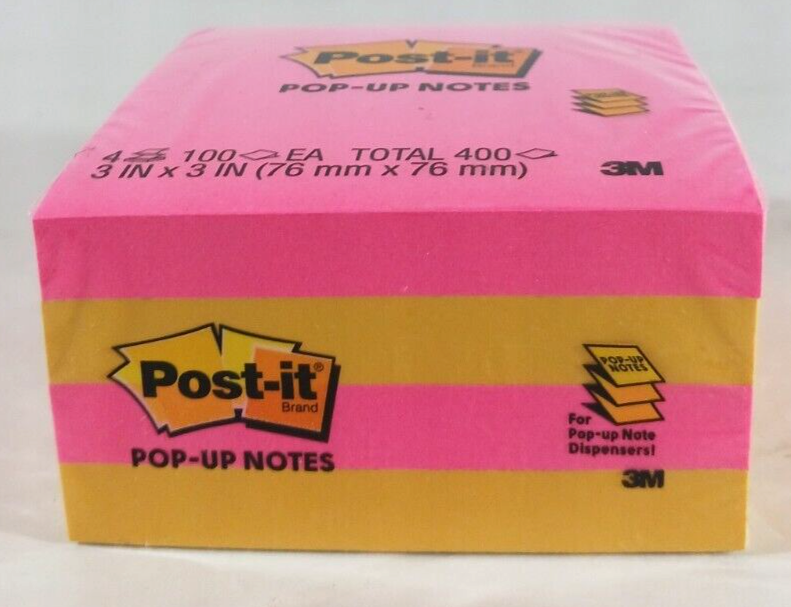 Post-it
Brand
POP-UP NOTES
4 100 EA TOTAL 400
3 IN x 3 IN (76 mm x 76 mm)
3M
Post-it®
Brand
POP-UP NOTES
POP-UP
NOTES
For
Pop-up Note
Dispensers!
3M